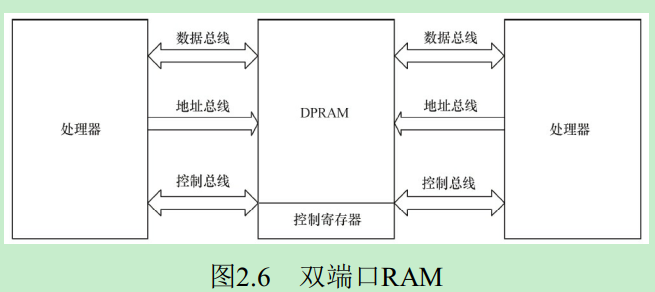 数据总线 数据总线
地址总线 地址总线
DPRAM
处理器 处理器
控制总线 控制总线
控制寄存器
图2.6 双端口RAM